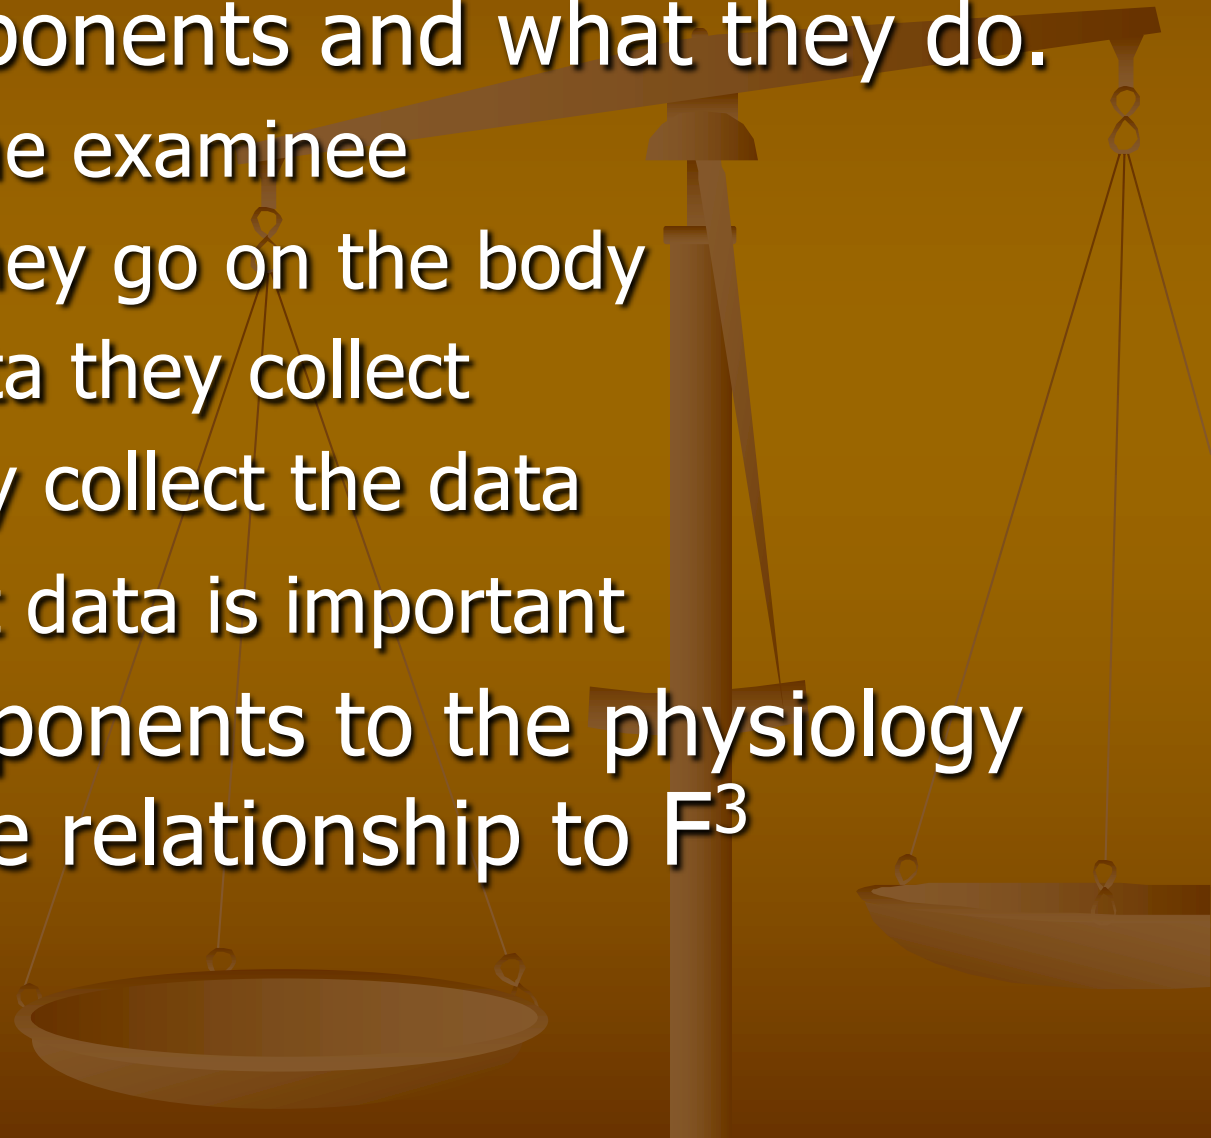 ponents and what they do.
e examinee
ey go on the body
ta they collect
y collect the data
t data is important
ponents to the physiology
e relationship to F³